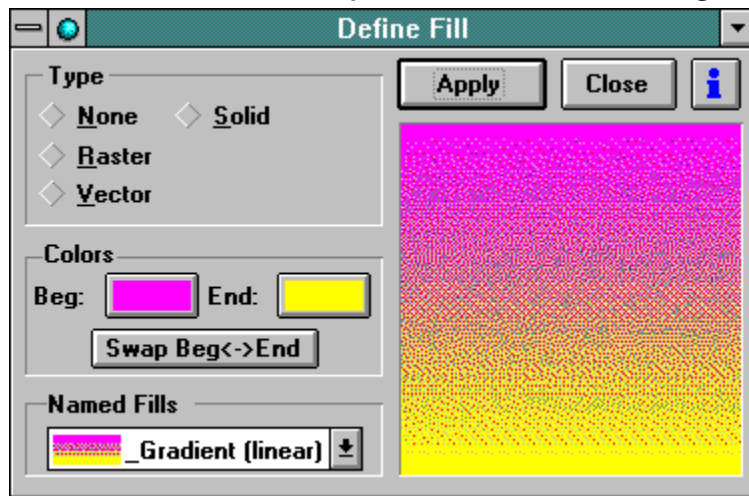 Define Fill
Type
None Solid
Raster
Vector
Apply Close i
Colors
Beg: End:
Swap Beg<->End
Named Fills
_Gradient (linear)